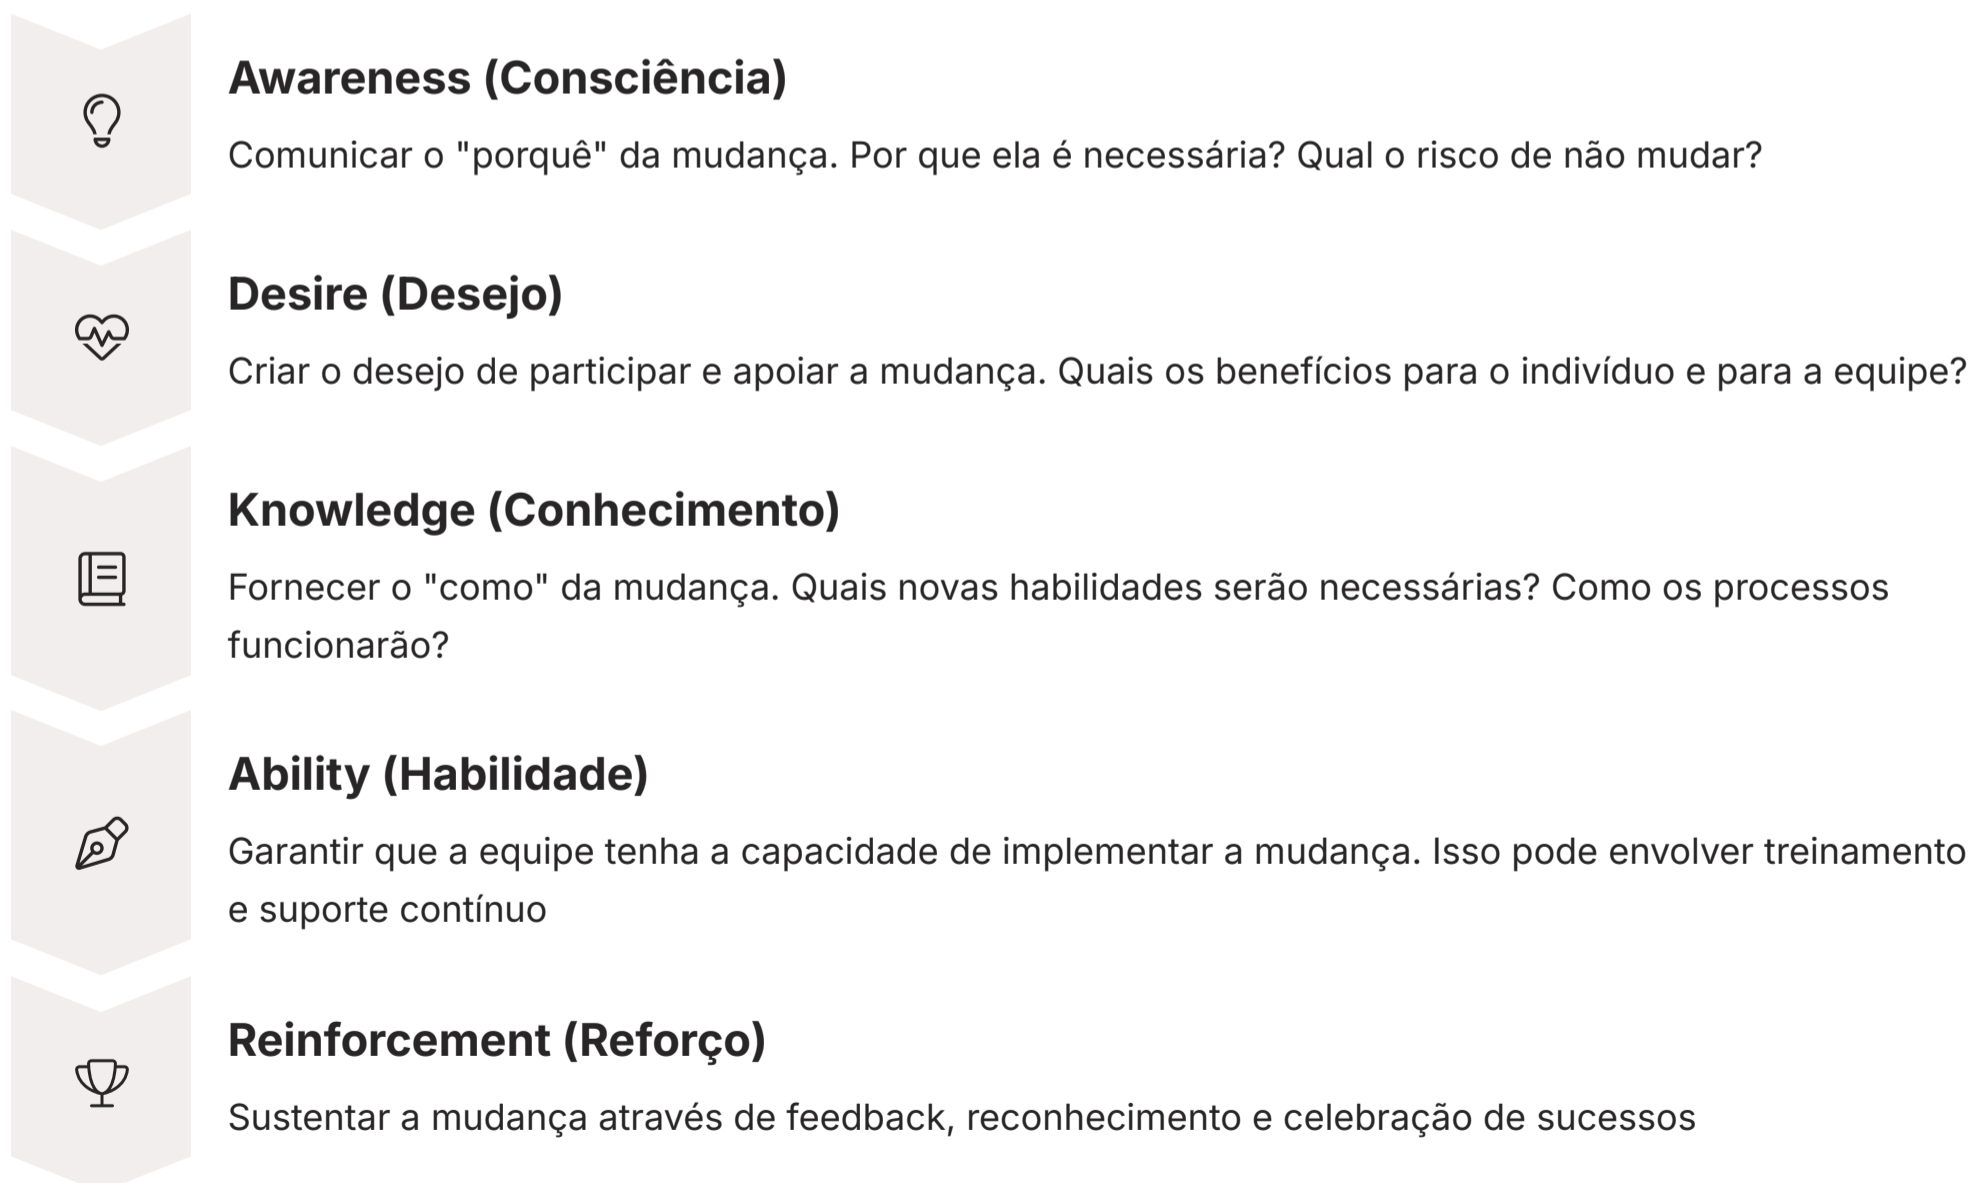 Awareness (Consciência)
Comunicar o "porquê" da mudança. Por que ela é necessária? Qual o risco de não mudar?
Desire (Desejo)
Criar o desejo de participar e apoiar a mudança. Quais os benefícios para o indivíduo e para a equipe?
Knowledge (Conhecimento)
Fornecer o "como" da mudança. Quais novas habilidades serão necessárias? Como os processos
funcionarão?
Ability (Habilidade)
Garantir que a equipe tenha a capacidade de implementar a mudança. Isso pode envolver treinamento
e suporte contínuo
Reinforcement (Reforço)
Sustentar a mudança através de feedback, reconhecimento e celebração de sucessos